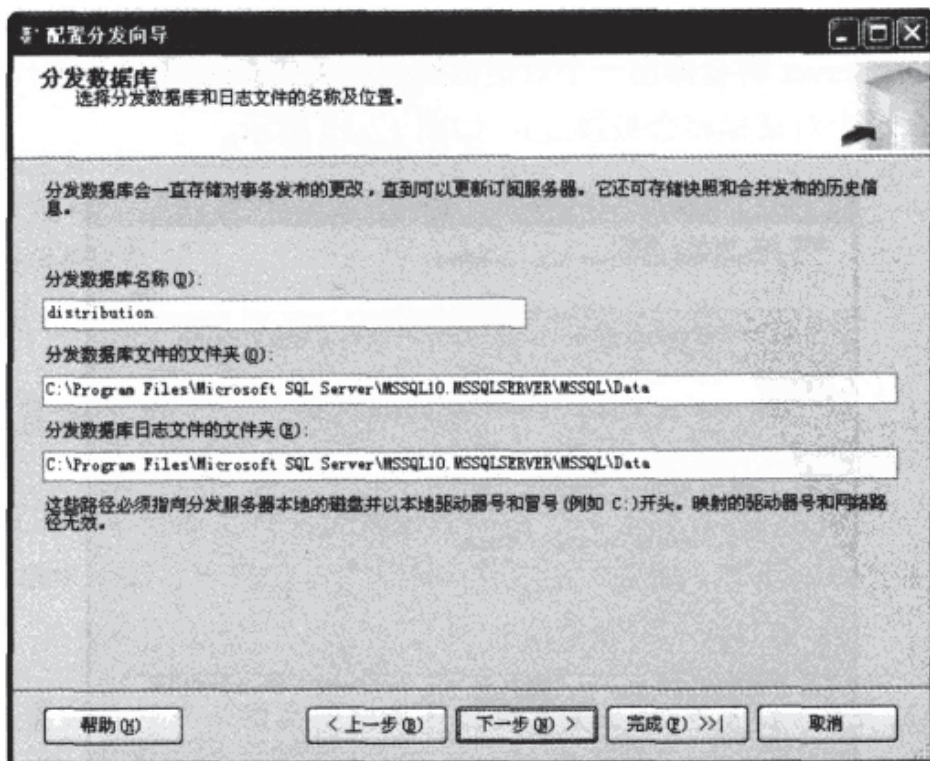 配置分发向导
分发数据库
选择分发数据库和日志文件的名称及位置。
分发数据库会一直存储对事务发布的更改，直到可以更新订阅服务器。它还可存储快照和合并发布的历史信
息。
分发数据库名称(D):
distribution
分发数据库文件的文件夹(O):
C:\Program Files\Microsoft SQL Server\MSSQL10.MSSQLSERVER\MSSQL\Data
分发数据库日志文件的文件夹(E):
C:\Program Files\Microsoft SQL Server\MSSQL10.MSSQLSERVER\MSSQL\Data
这些路径必须指向分发服务器本地的磁盘并以本地驱动器号和冒号(例如 C:)开头。映射的驱动器号和网络路
径无效。
帮助(H) < 上一步(B) 下一步(N) > 完成(F) >>| 取消